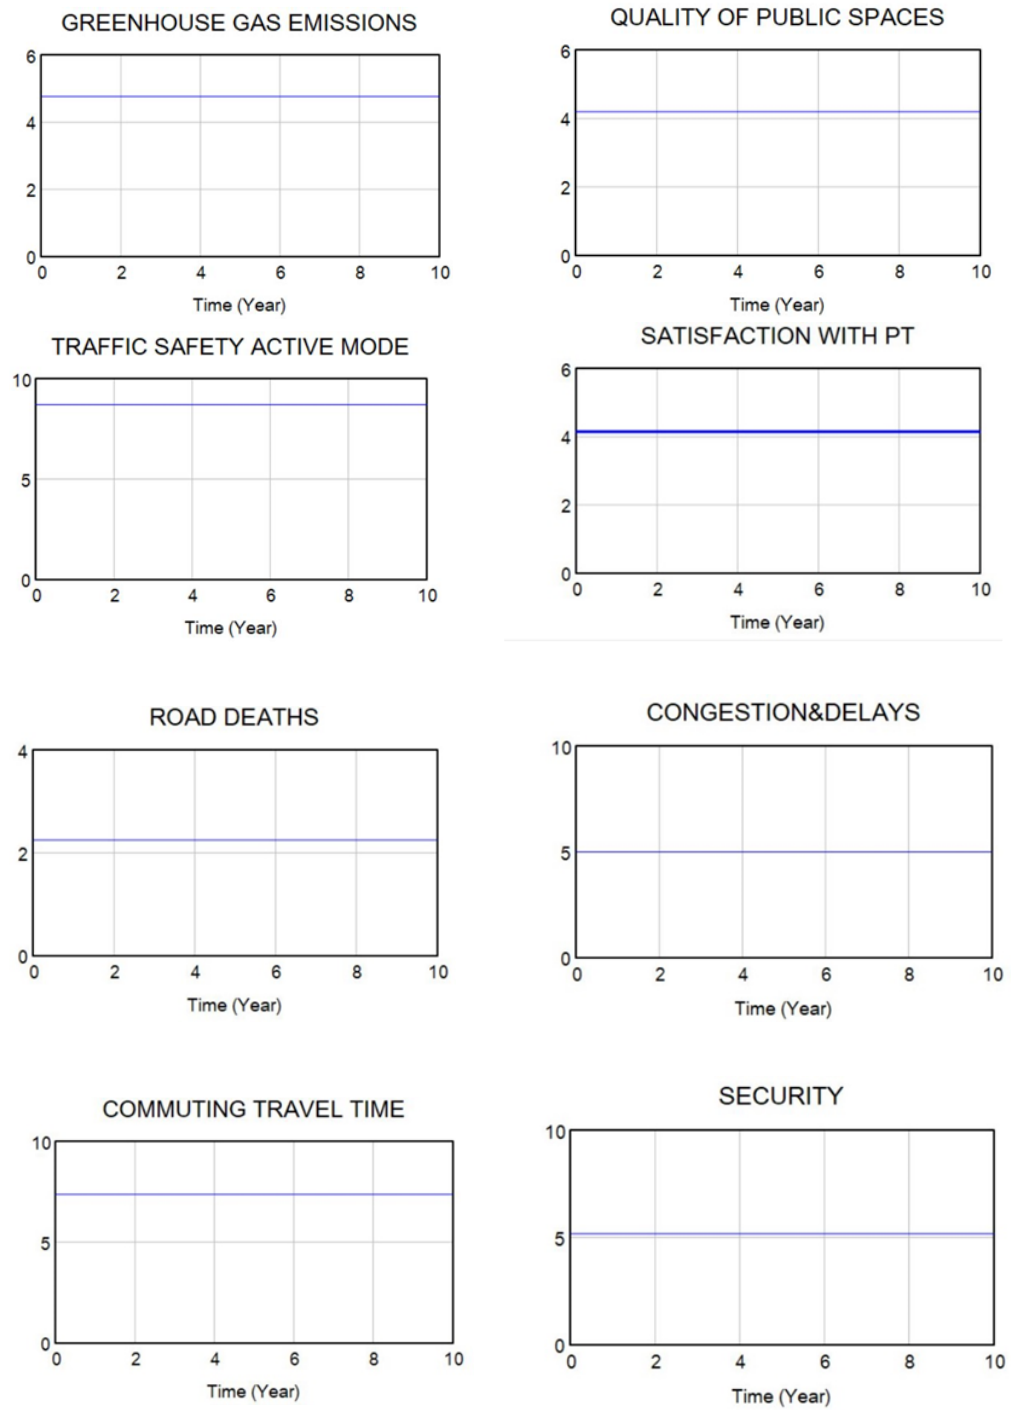 GREENHOUSE GAS EMISSIONS
6
4
2
0
0 2 4 6 8 10
Time (Year)
QUALITY OF PUBLIC SPACES
6
4
2
0
0 2 4 6 8 10
Time (Year)
TRAFFIC SAFETY ACTIVE MODE
10
5
0
0 2 4 6 8 10
Time (Year)
SATISFACTION WITH PT
6
4
2
0
0 2 4 6 8 10
Time (Year)
ROAD DEATHS
4
2
0
0 2 4 6 8 10
Time (Year)
CONGESTION&DELAYS
10
5
0
0 2 4 6 8 10
Time (Year)
COMMUTING TRAVEL TIME
10
5
0
0 2 4 6 8 10
Time (Year)
SECURITY
10
5
0
0 2 4 6 8 10
Time (Year)